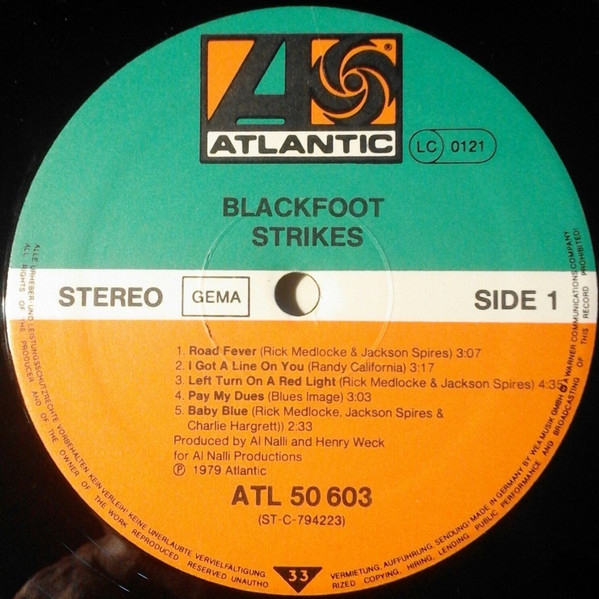 ATLANTIC
LC 0121
BLACKFOOT
STRIKES
STEREO GEMA SIDE 1
1. Road Fever (Rick Medlocke & Jackson Spires) 3:07
2. I Got A Line On You (Randy California) 3:17
3. Left Turn On A Red Light (Rick Medlocke & Jackson Spires) 4:35
4. Pay My Dues (Blues Image) 3:03
5. Baby Blue (Rick Medlocke, Jackson Spires &
Charlie Hargrett) 2:33
Produced by Al Nalli and Henry Weck
for Al Nalli Productions
Ⓟ 1979 Atlantic
ATL 50 603
(ST-C-794223)
33
ALLE URHEBER- UND LEISTUNGSSCHUTZRECHTE VORBEHALTEN. KEIN VERLEIH! KEINE UNERLAUBTE VERVIELFÄLTIGUNG, VERMIETUNG, AUFFÜHRUNG, SENDUNG! MADE IN GERMANY BY WEA MUSIK GMBH A WARNER COMMUNICATIONS COMPANY
ALL RIGHTS OF THE PRODUCER AND OF THE OWNER OF THE WORK REPRODUCED RESERVED UNAUTHORIZED COPYING, HIRING, LENDING PUBLIC PERFORMANCE AND BROADCASTING OF THIS RECORD PROHIBITED!